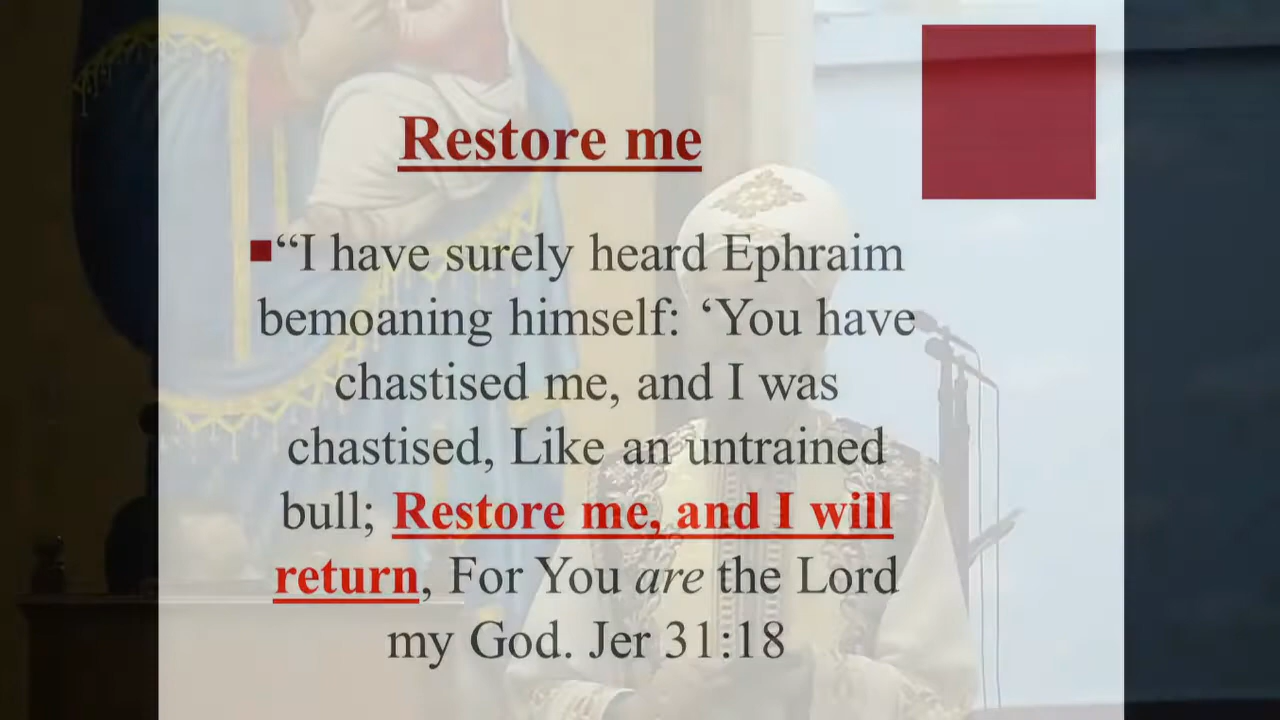 Restore me
“I have surely heard Ephraim
bemoaning himself: ‘You have
chastised me, and I was
chastised, Like an untrained
bull; Restore me, and I will
return, For You are the Lord
my God. Jer 31:18